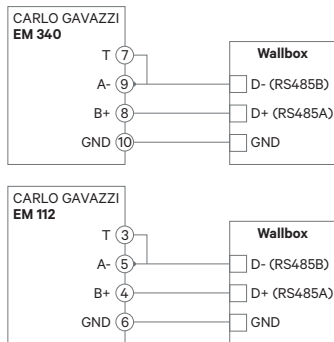 CARLO GAVAZZI
EM 340
Wallbox
T 7
A- 9 D- (RS485B)
B+ 8 D+ (RS485A)
GND 10 GND
CARLO GAVAZZI
EM 112
Wallbox
T 3
A- 5 D- (RS485B)
B+ 4 D+ (RS485A)
GND 6 GND